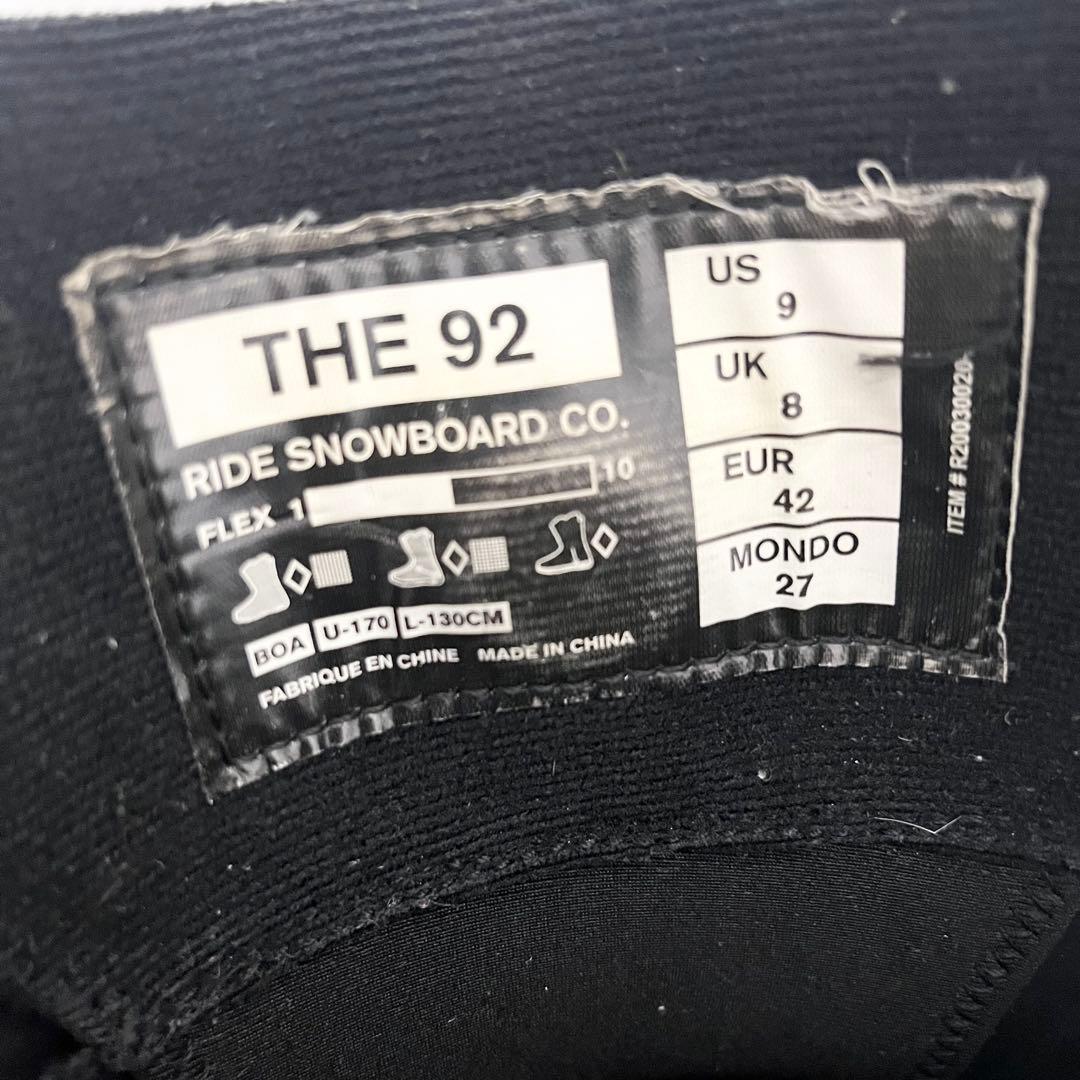 THE 92
RIDE SNOWBOARD CO.
FLEX 1 10
BOA U-170 L-130CM
FABRIQUE EN CHINE MADE IN CHINA
US
9
UK
8
EUR
42
MONDO
27
ITEM # R20030020